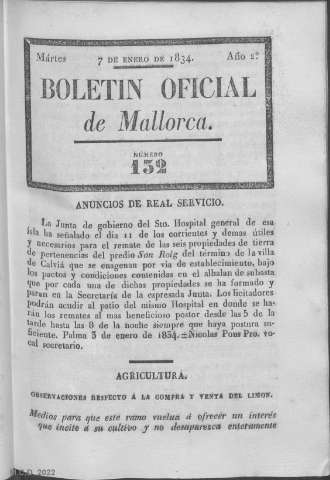 Mártes 7 DE ENERO DE 1834. Año 2.º
BOLETIN OFICIAL
de Mallorca.
NÚMERO
132
ANUNCIOS DE REAL SERVICIO.
La Junta de gobierno del Sto. Hospital general de esa
isla ha señalado el dia 11 de los corrientes y demas útiles
y necesarios para el remate de las seis propiedades de tierra
de pertenencias del predio San Roig del término de la villa
de Calviá que se enagenan por via de establecimiento, bajo
los pactos y condiciones contenidas en el albalan de subasta
que por cada una de dichas propiedades se ha formado y
paran en la Secretaría de la espresada Junta. Los licitadores
podrán acudir al patio del mismo Hospital en donde se ha-
rán los remates al mas beneficioso postor desde las 5 de la
tarde hasta las 8 de la noche siempre que haya postura su-
ficiente. Palma 3 de enero de 1834.=Nicolas Pons Pro. vo-
cal secretario.
AGRICULTURA.
OBSERVACIONES RESPECTO Á LA COMPRA Y VENTA DEL LIMON.
Medios para que este ramo vuelva á ofrecer un interés
que incite á su cultivo y no desaparezca enteramente
2022